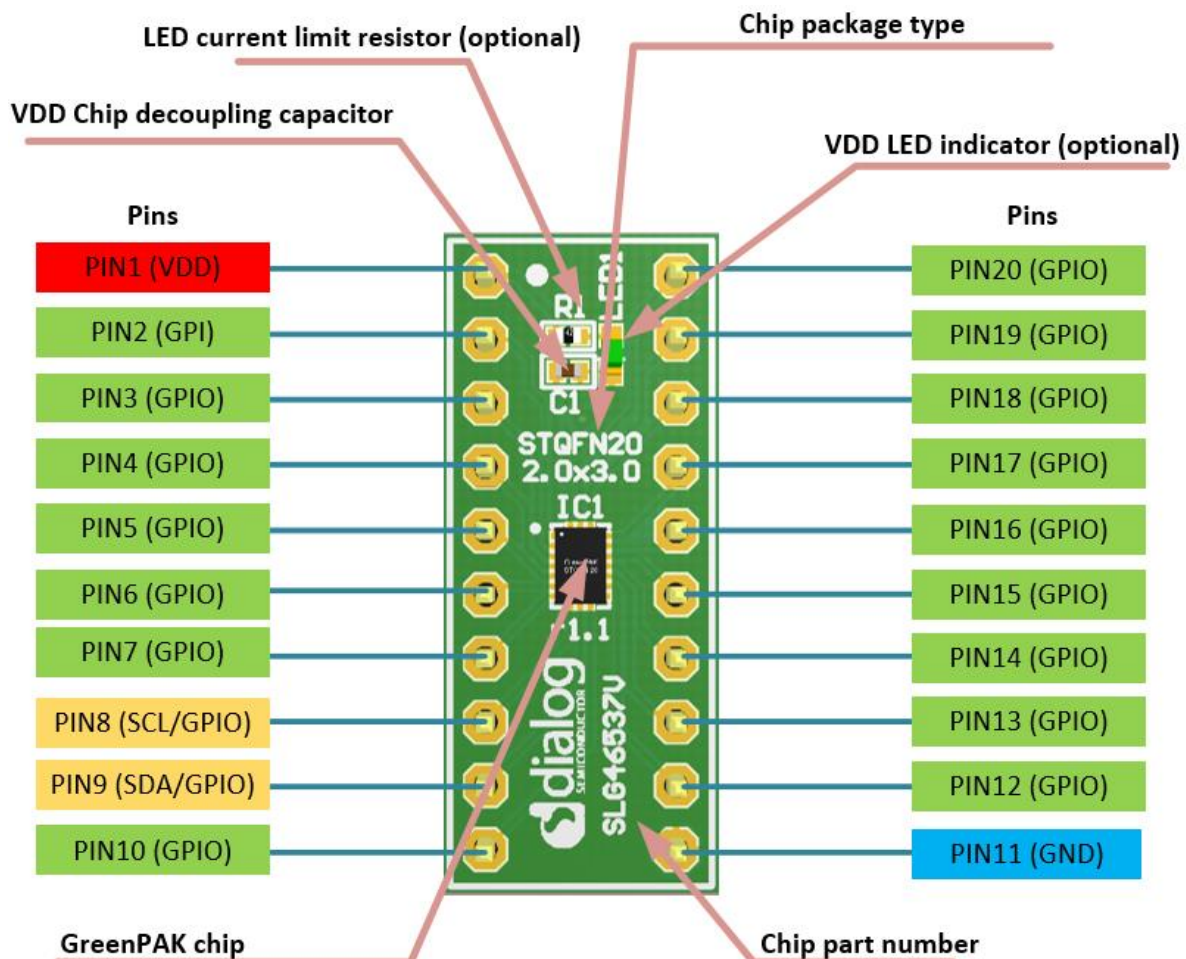 LED current limit resistor (optional)
Chip package type
VDD Chip decoupling capacitor
VDD LED indicator (optional)
Pins
Pins
PIN1 (VDD)
PIN2 (GPI)
PIN3 (GPIO)
PIN4 (GPIO)
PIN5 (GPIO)
PIN6 (GPIO)
PIN7 (GPIO)
PIN8 (SCL/GPIO)
PIN9 (SDA/GPIO)
PIN10 (GPIO)
R1
LED1
C1
STQFN20
2.0x3.0
IC1
r1.1
dialog
SEMICONDUCTOR
SLG46537V
PIN20 (GPIO)
PIN19 (GPIO)
PIN18 (GPIO)
PIN17 (GPIO)
PIN16 (GPIO)
PIN15 (GPIO)
PIN14 (GPIO)
PIN13 (GPIO)
PIN12 (GPIO)
PIN11 (GND)
GreenPAK chip
Chip part number